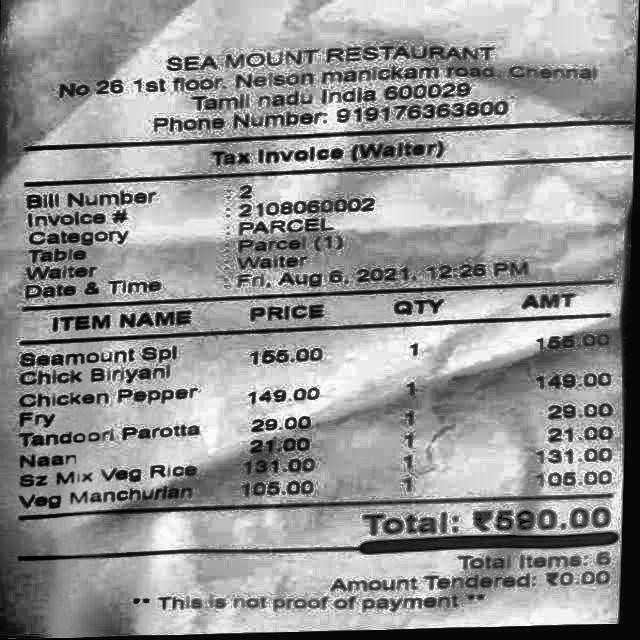 SEA MOUNT RESTAURANT
No 26 1st floor, Nelson manickam road, Chennai
Tamil nadu India 600029
Phone Number: 919176363800
Tax Invoice (Waiter)
Bill Number : 2
Invoice # : 2108060002
Category : PARCEL
Table : Parcel (1)
Waiter : Waiter
Date & Time : Fri, Aug 6, 2021, 12:26 PM
ITEM NAME PRICE QTY AMT
Seamount Spl 155.00 1 155.00
Chick Biriyani
Chicken Pepper 149.00 1 149.00
Fry
Tandoori Parotta 29.00 1 29.00
Naan 21.00 1 21.00
Sz Mix Veg Rice 131.00 1 131.00
Veg Manchurian 105.00 1 105.00
Total: ₹590.00
Total Items: 6
Amount Tendered: ₹0.00
** This is not proof of payment **